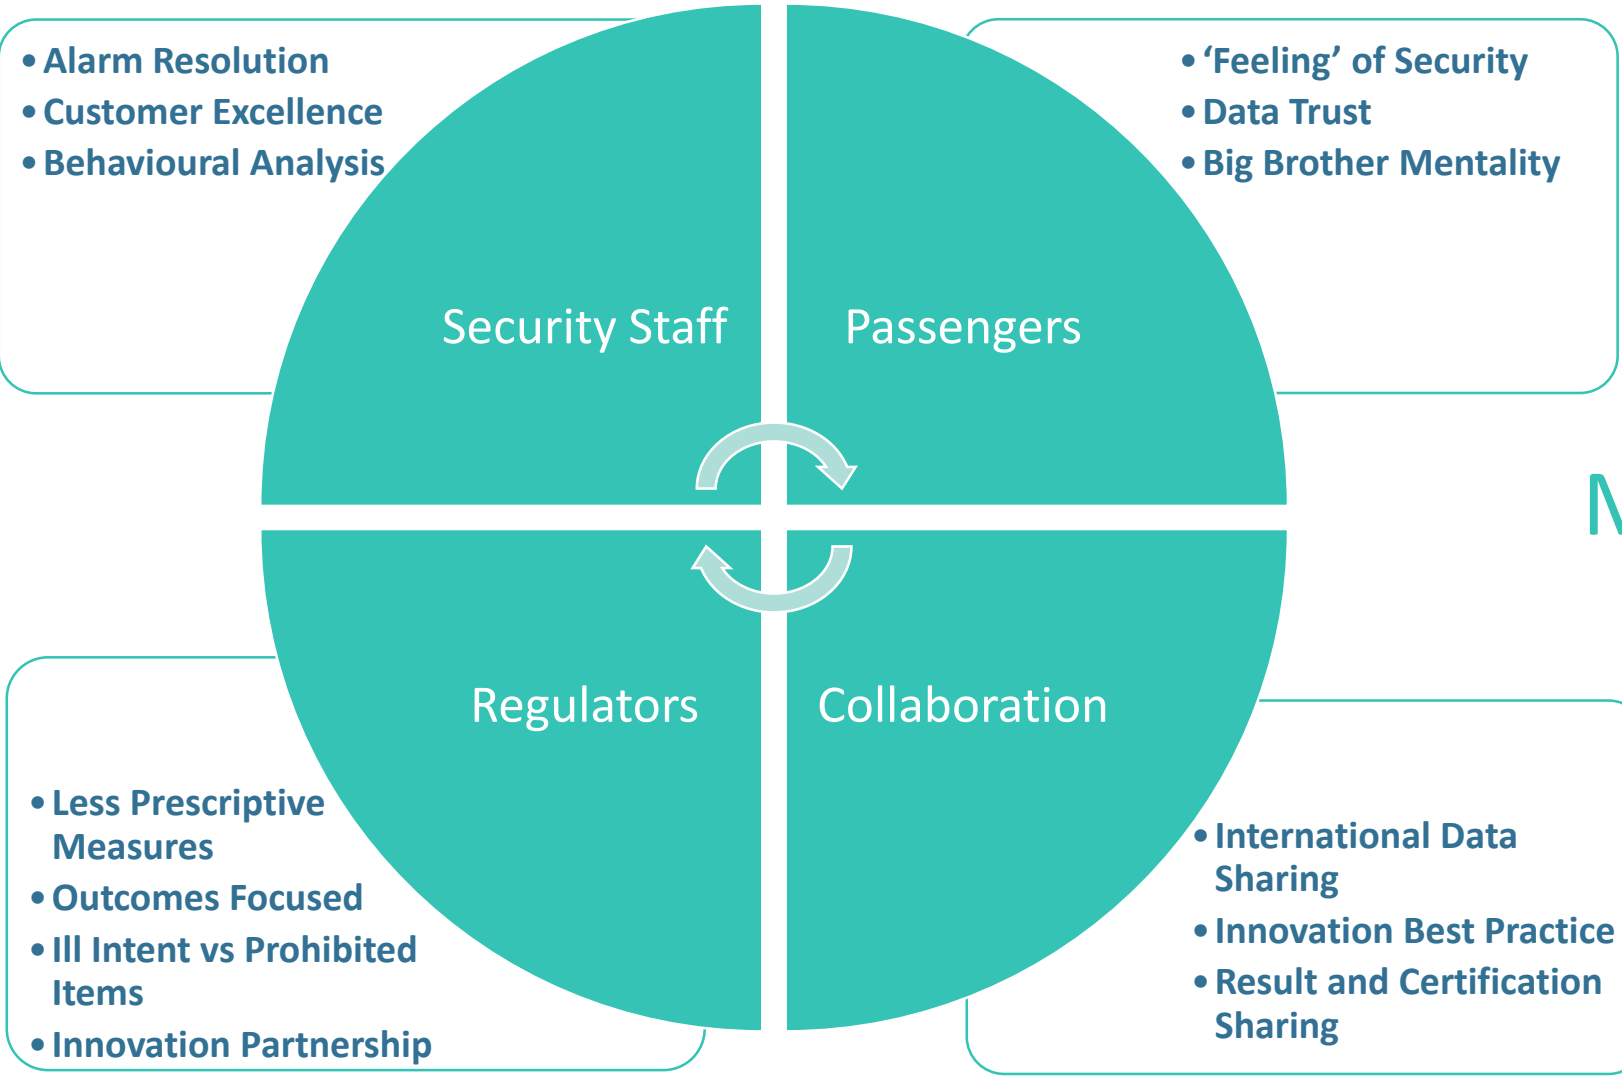 • Alarm Resolution
• Customer Excellence
• Behavioural Analysis
• ‘Feeling’ of Security
• Data Trust
• Big Brother Mentality
Security Staff
Passengers
Regulators
Collaboration
• Less Prescriptive
Measures
• Outcomes Focused
• Ill Intent vs Prohibited
Items
• Innovation Partnership
• International Data
Sharing
• Innovation Best Practice
• Result and Certification
Sharing